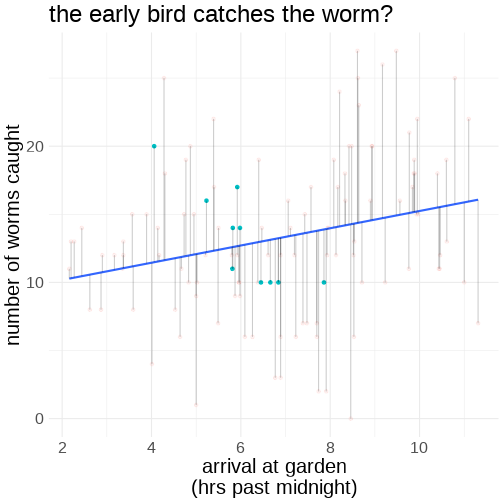 the early bird catches the worm?
number of worms caught
20
10
0
2 4 6 8 10
arrival at garden
(hrs past midnight)